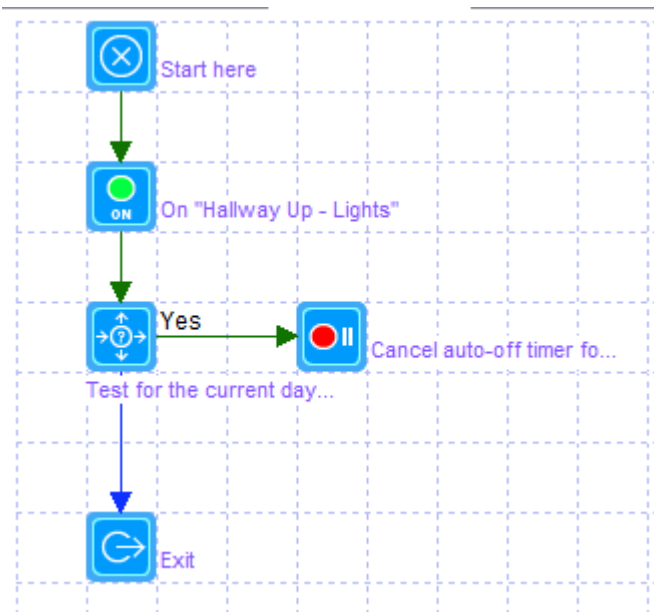 Start here
ON
On "Hallway Up - Lights"
Yes
Cancel auto-off timer fo...
Test for the current day...
Exit